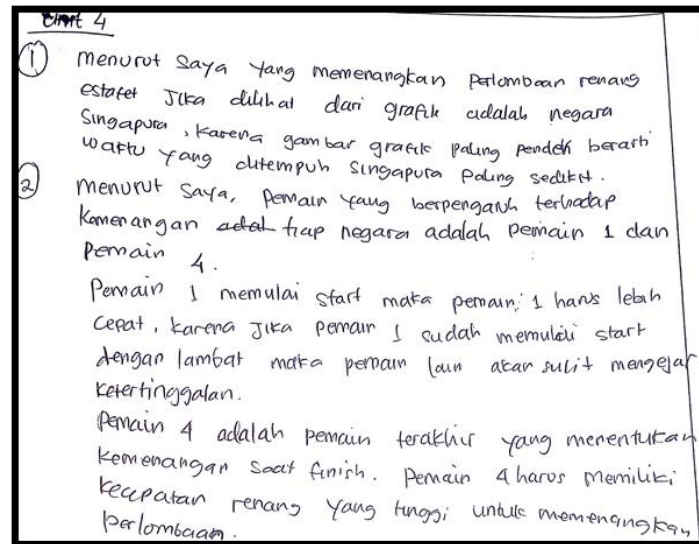 4
① menurut saya yang memenangkan perlombaan renang
estafet Jika dilihat dari grafik adalah negara
Singapura, karena gambar grafik paling pendek berarti
waktu yang ditempuh Singapura paling sedikit.
② menurut saya, pemain yang berpengaruh terhadap
kemenangan adal tiap negara adalah pemain 1 dan
pemain 4.
Pemain 1 memulai start maka pemain 1 harus lebih
cepat, karena Jika pemain 1 sudah memulai start
dengan lambat maka pemain lain akan sulit mengejar
ketertinggalan.
Pemain 4 adalah pemain terakhir yang menentukan
kemenangan saat finish. Pemain 4 harus memiliki
kecepatan renang yang tinggi untuk memenangkan
perlombaan.